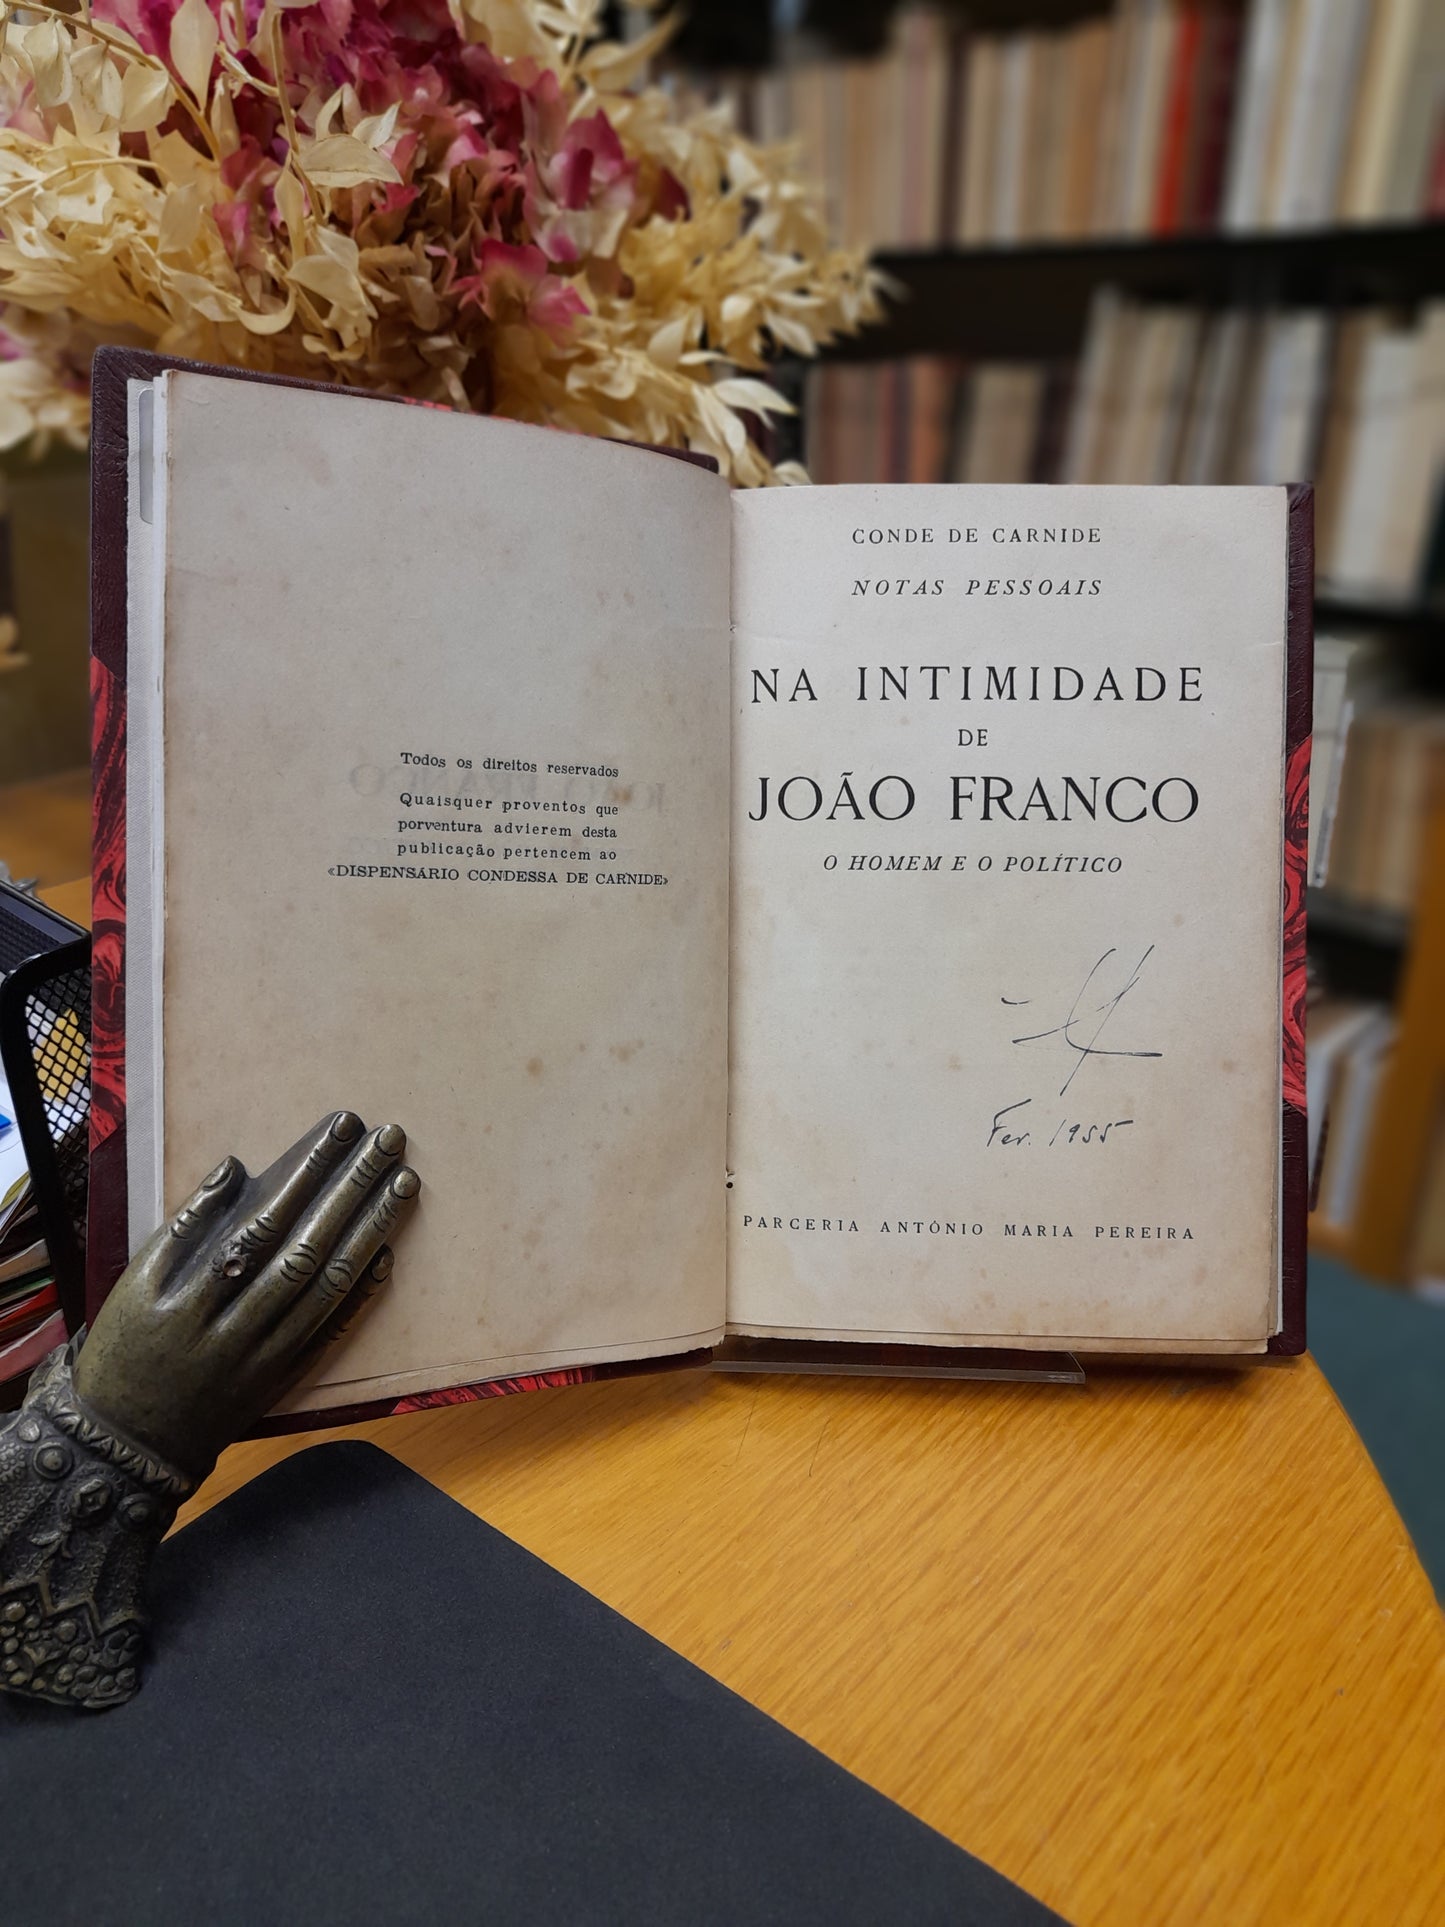 Todos os direitos reservados
Quaisquer proventos que
porventura advierem desta
publicação pertencem ao
«DISPENSÁRIO CONDESSA DE CARNIDE»
CONDE DE CARNIDE
NOTAS PESSOAIS
NA INTIMIDADE
DE
JOÃO FRANCO
O HOMEM E O POLÍTICO
Fev. 1955
PARCERIA ANTÓNIO MARIA PEREIRA